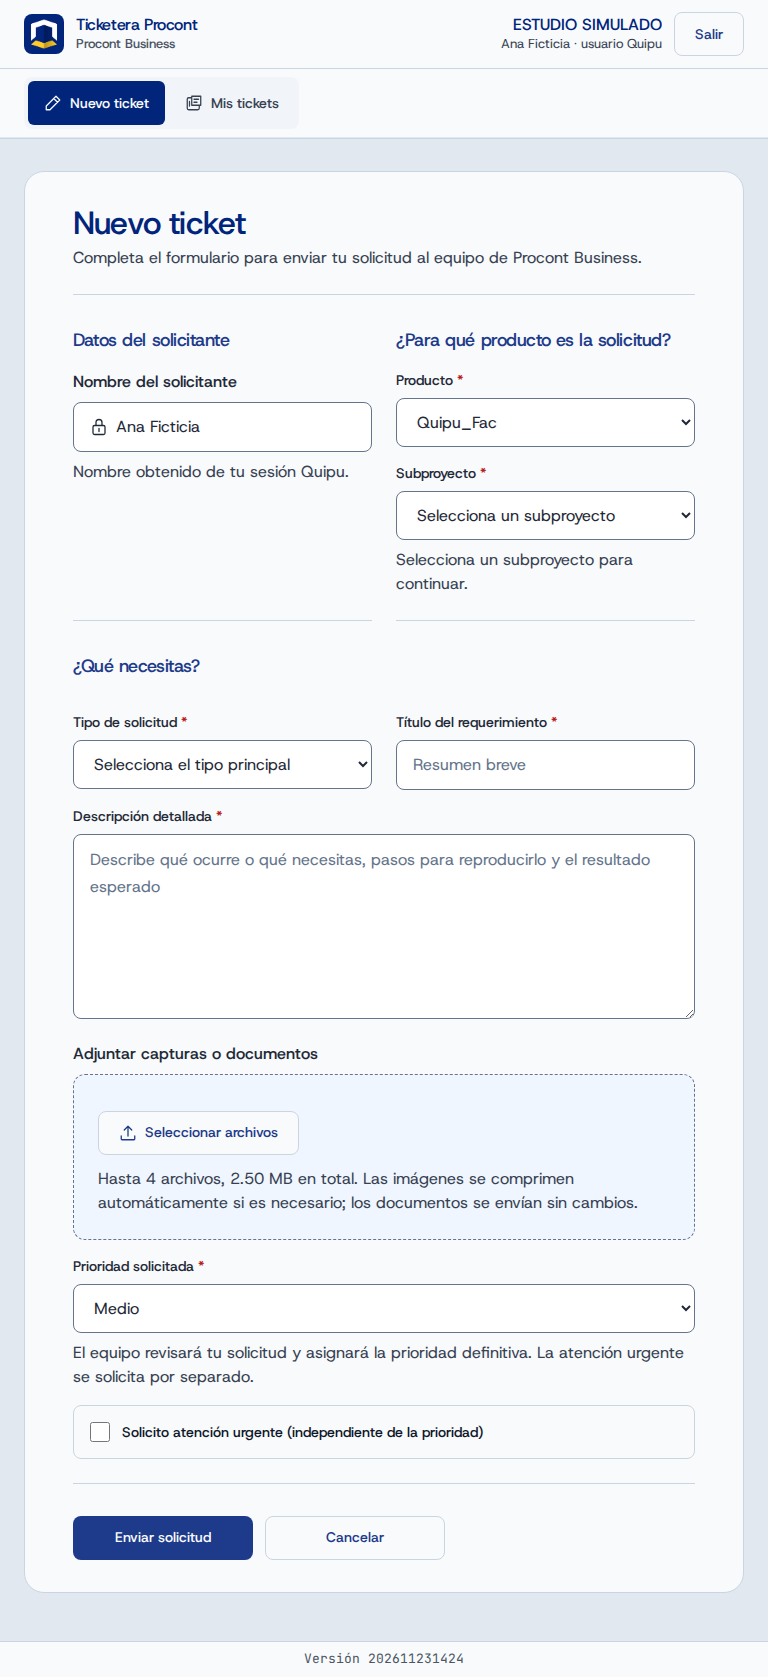 Ticketera Procont
Procont Business
ESTUDIO SIMULADO
Ana Ficticia · usuario Quipu
Salir
Nuevo ticket
Mis tickets
Nuevo ticket
Completa el formulario para enviar tu solicitud al equipo de Procont Business.
Datos del solicitante
Nombre del solicitante
Ana Ficticia
Nombre obtenido de tu sesión Quipu.
¿Para qué producto es la solicitud?
Producto *
Quipu_Fac
Subproyecto *
Selecciona un subproyecto
Selecciona un subproyecto para
continuar.
¿Qué necesitas?
Tipo de solicitud *
Selecciona el tipo principal
Título del requerimiento *
Resumen breve
Descripción detallada *
Describe qué ocurre o qué necesitas, pasos para reproducirlo y el resultado
esperado
Adjuntar capturas o documentos
Seleccionar archivos
Hasta 4 archivos, 2.50 MB en total. Las imágenes se comprimen
automáticamente si es necesario; los documentos se envían sin cambios.
Prioridad solicitada *
Medio
El equipo revisará tu solicitud y asignará la prioridad definitiva. La atención urgente
se solicita por separado.
Solicito atención urgente (independiente de la prioridad)
Enviar solicitud
Cancelar
Versión 202611231424